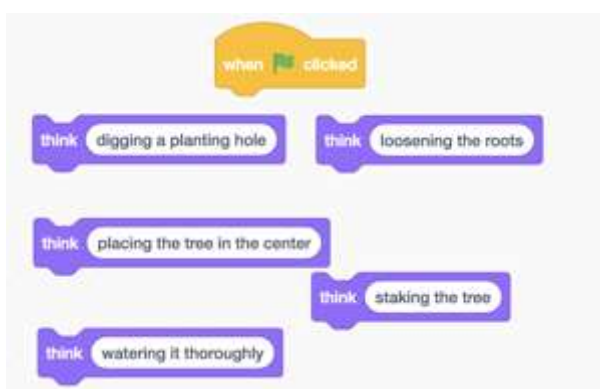 when clicked
think digging a planting hole
think loosening the roots
think placing the tree in the center
think staking the tree
think watering it thoroughly